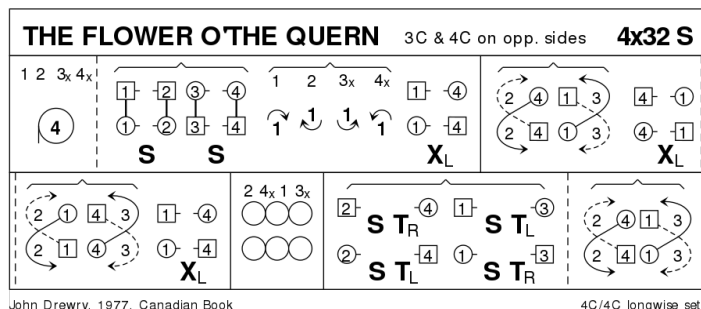 THE FLOWER O'THE QUERN 3C & 4C on opp. sides 4x32 S
1 2 3x 4x
4
1 2 3 4
1 2 3 4
S S
1 2 3x 4x
1 1 1 1
1 4
1 4
XL
2 4 1 3
2 4 1 3
4 1
4 1
XL
2 1 4 3
2 1 4 3
1 4
1 4
XL
2 4x 1 3x
2 4 1 3
S TR S TL
2 4 1 3
S TL S TR
2 4 1 3
2 4 1 3
John Drewry, 1977, Canadian Book 4C/4C longwise set